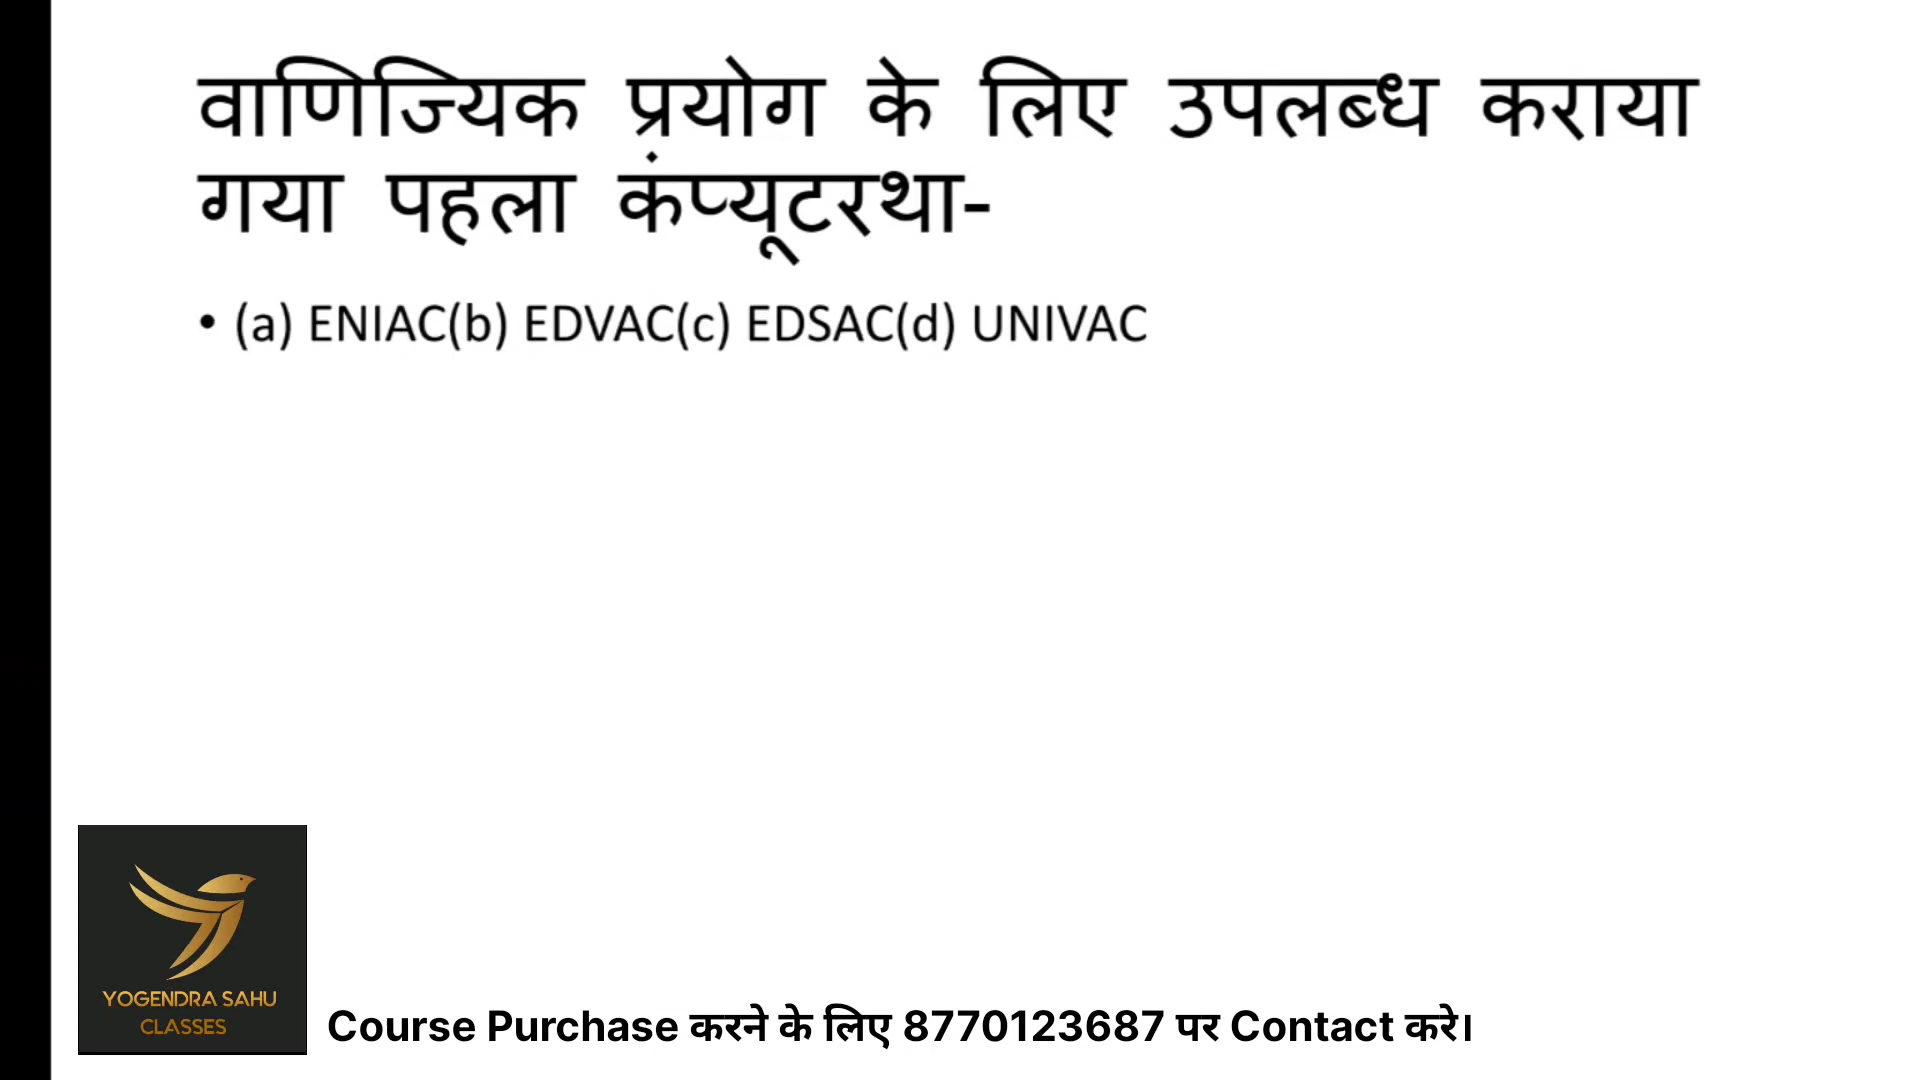 वाणिज्यिक प्रयोग के लिए उपलब्ध कराया
गया पहला कंप्यूटरथा-
• (a) ENIAC(b) EDVAC(c) EDSAC(d) UNIVAC
YOGENDRA SAHU
CLASSES
Course Purchase करने के लिए 8770123687 पर Contact करे।